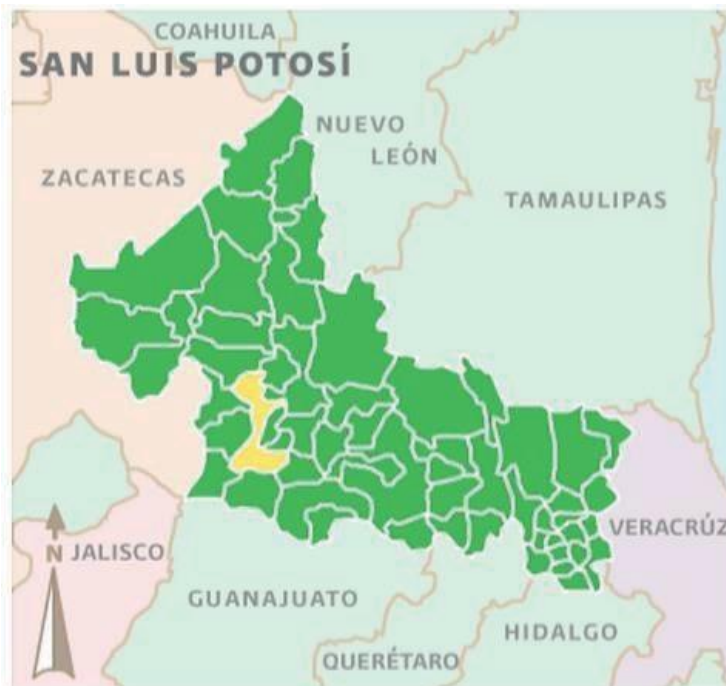 COAHUILA
SAN LUIS POTOSÍ
NUEVO
LEÓN
ZACATECAS
TAMAULIPAS
VERACRÚZ
N JALISCO
GUANAJUATO
HIDALGO
QUERÉTARO